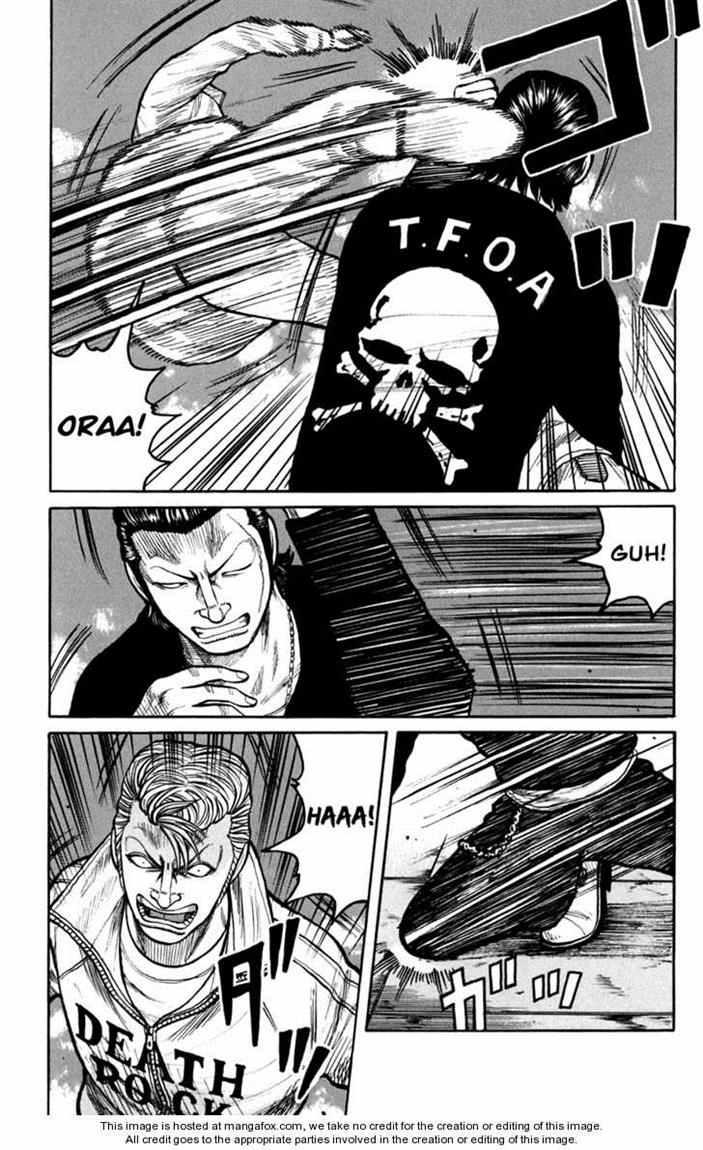 ゴッ
T.F.O.A
ORAA!
GUH!
HAAA!
ガッ
ダッ
DEATH
ROCK
This image is hosted at mangafox.com, we take no credit for the creation or editing of this image.
All credit goes to the appropriate parties involved in the creation or editing of this image.